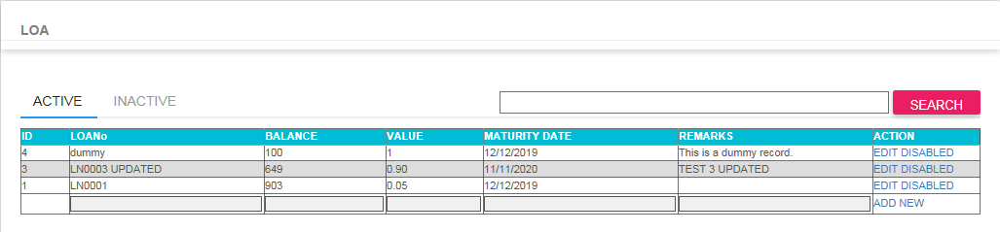 LOA
ACTIVE INACTIVE SEARCH
ID LOANo BALANCE VALUE MATURITY DATE REMARKS ACTION
4 dummy 100 1 12/12/2019 This is a dummy record. EDIT DISABLED
3 LN0003 UPDATED 649 0.90 11/11/2020 TEST 3 UPDATED EDIT DISABLED
1 LN0001 903 0.05 12/12/2019 EDIT DISABLED
ADD NEW